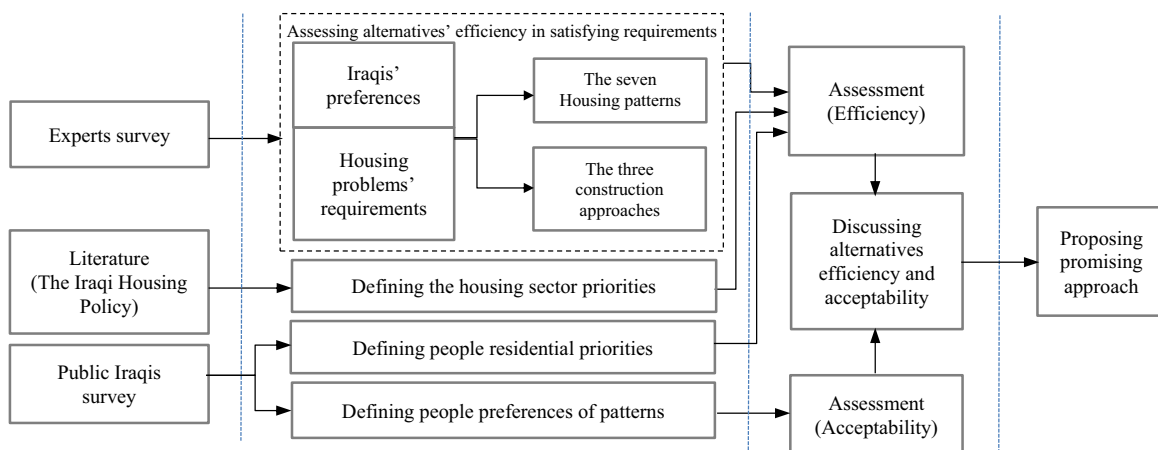 Assessing alternatives’ efficiency in satisfying requirements
Experts survey
Iraqis’
preferences
Housing
problems’
requirements
The seven
Housing patterns
The three
construction
approaches
Literature
(The Iraqi Housing
Policy)
Public Iraqis
survey
Defining the housing sector priorities
Defining people residential priorities
Defining people preferences of patterns
Assessment
(Efficiency)
Discussing
alternatives
efficiency and
acceptability
Assessment
(Acceptability)
Proposing
promising
approach